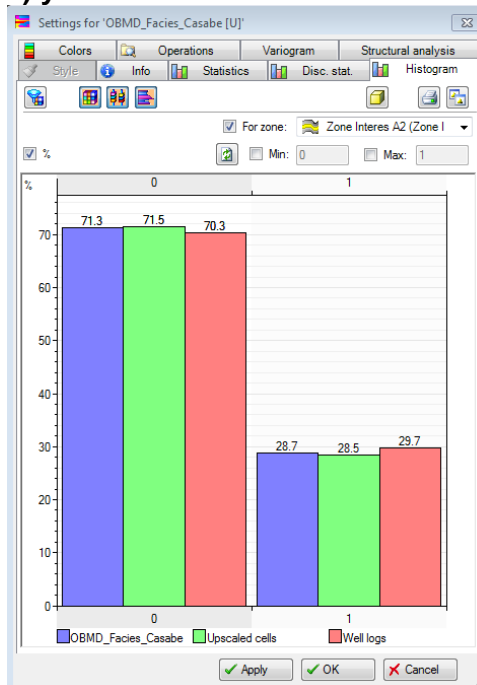 Settings for 'OBMD_Facies_Casabe [U]'
Colors Operations Variogram Structural analysis
Style Info Statistics Disc. stat. Histogram
For zone: Zone Interes A2 (Zone I
% Min: 0 Max: 1
% 0 1
71.3 71.5 70.3
70
60
50
40
30 28.7 28.5 29.7
20
10
0
0 1
OBMD_Facies_Casabe Upscaled cells Well logs
Apply OK Cancel